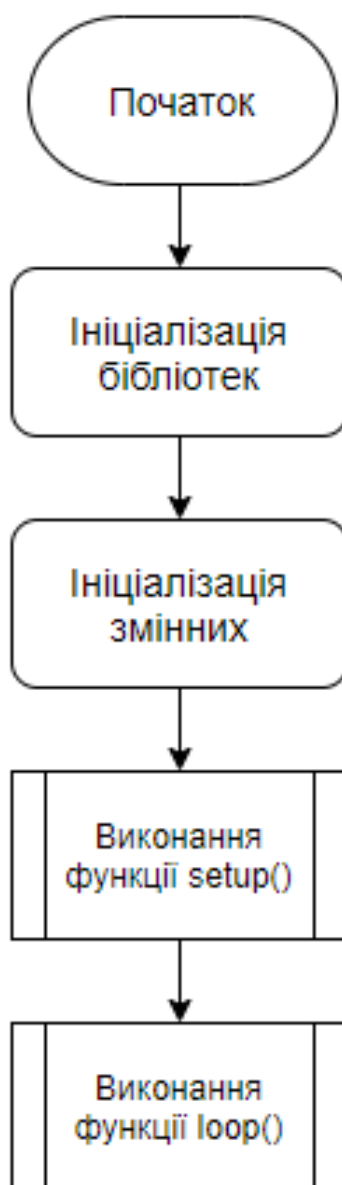 Початок
Ініціалізація
бібліотек
Ініціалізація
змінних
Виконання
функції setup()
Виконання
функції loop()